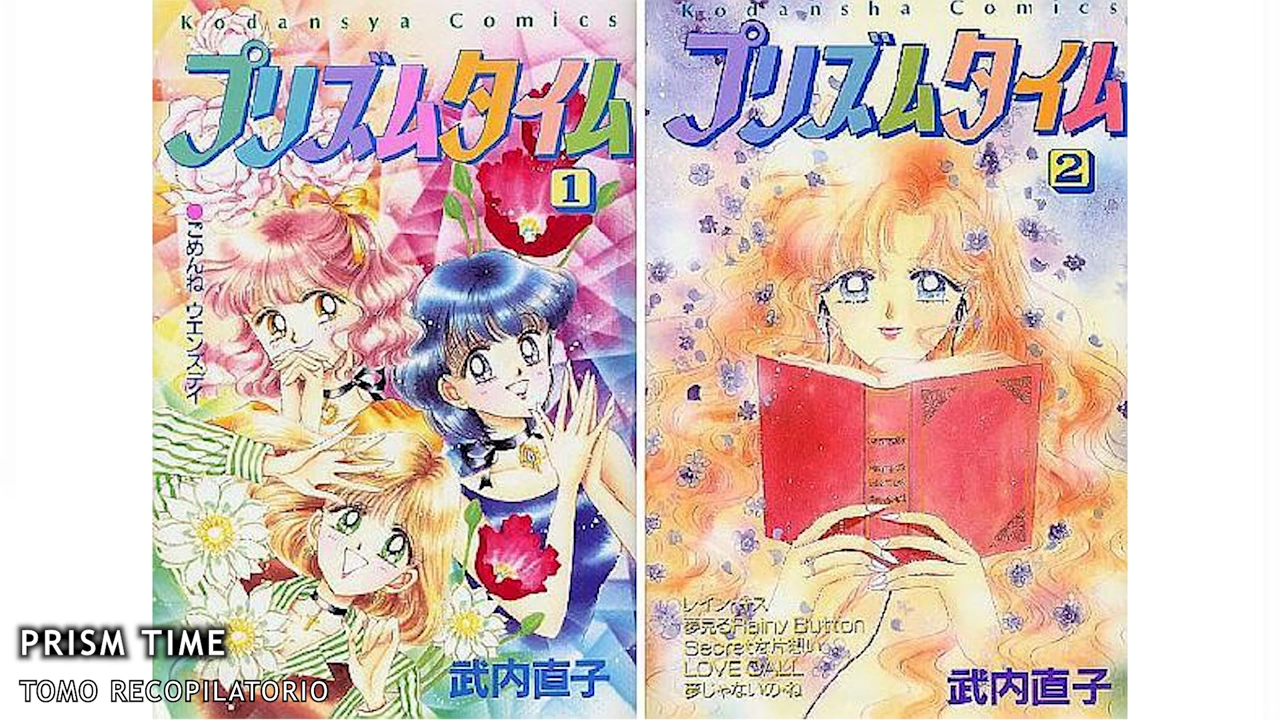 Kodansya Comics
プリズムタイム
1
●ごめんね ウエンズデイ
武内直子
Kodansha Comics
プリズムタイム
2
夢見るRainy Button
Secretな片想い
LOVE CALL
夢じゃないのね
武内直子
PRISM TIME
TOMO RECOPILATORIO